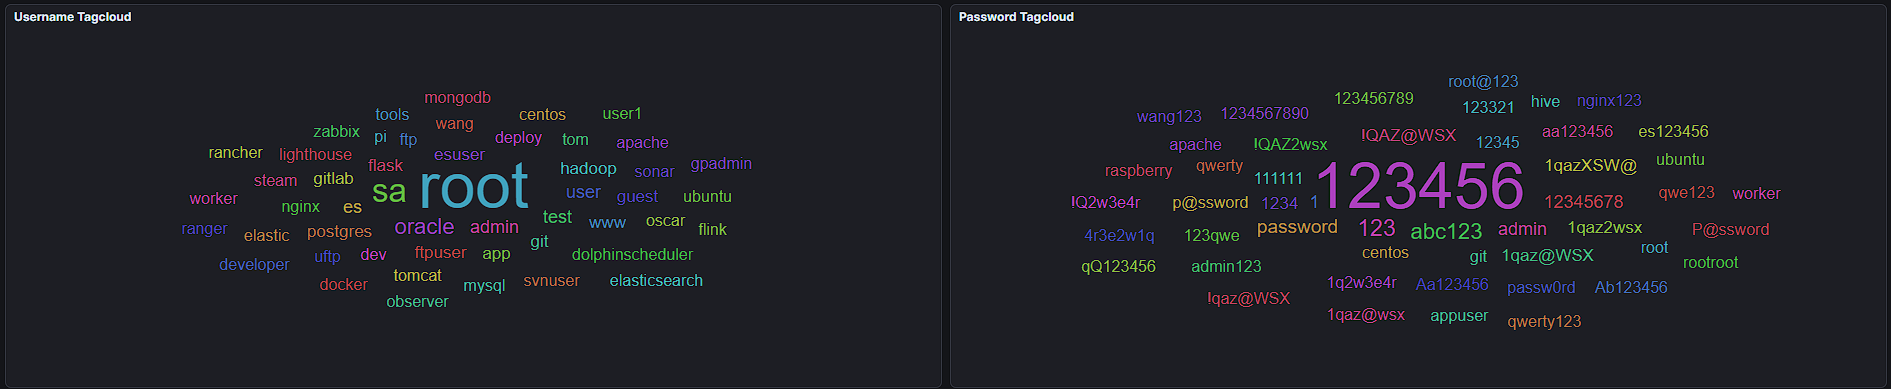 Username Tagcloud
mongodb
tools centos user1
zabbix pi ftp wang deploy tom apache
rancher lighthouse flask esuser hadoop sonar gpadmin
steam gitlab sa root user guest ubuntu
worker nginx es oracle admin test www oscar flink
ranger elastic postgres git
developer uftp dev ftpuser app dolphinscheduler
docker tomcat mysql svnuser elasticsearch
observer
Password Tagcloud
root@123
123456789 123321 hive nginx123
wang123 1234567890 !QAZ@WSX 12345 aa123456 es123456
apache !QAZ2wsx
raspberry qwerty 111111 123456 1qazXSW@ ubuntu
!Q2w3e4r p@ssword 1234 1 12345678 qwe123 worker
4r3e2w1q 123qwe password 123 abc123 admin 1qaz2wsx P@ssword
qQ123456 admin123 centos git 1qaz@WSX root rootroot
!qaz@WSX 1q2w3e4r Aa123456 passw0rd Ab123456
1qaz@wsx appuser qwerty123